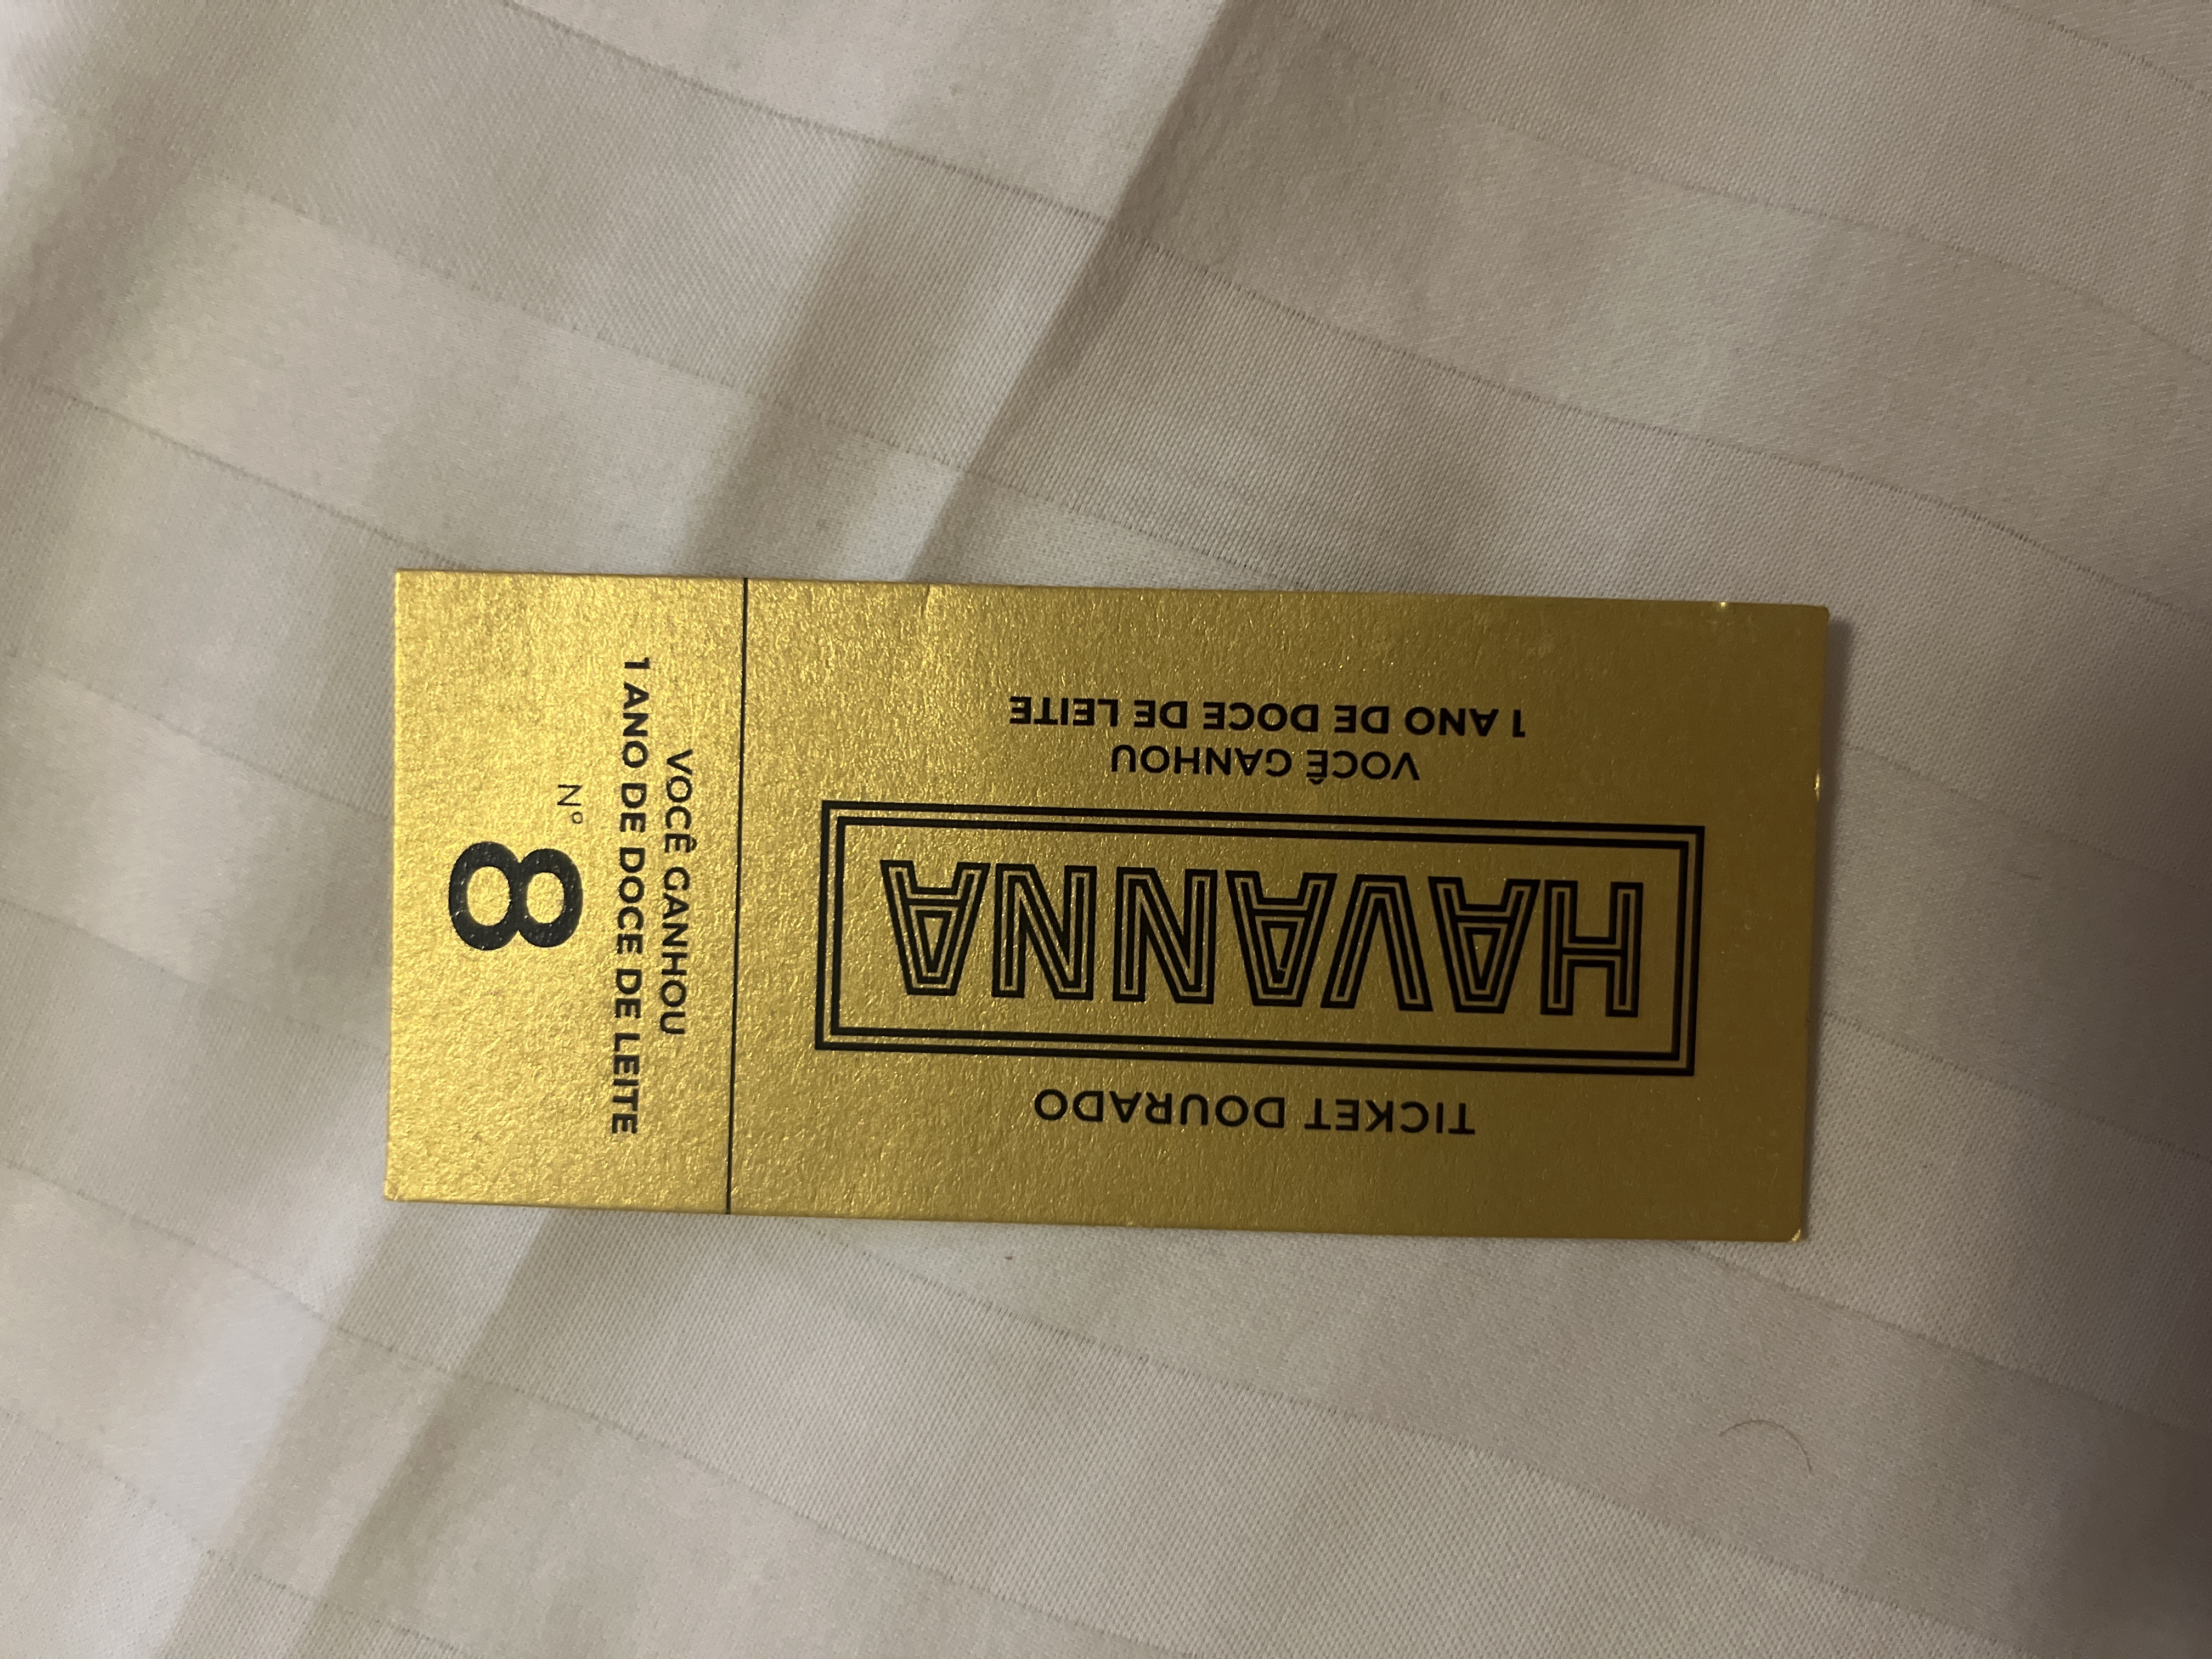 TICKET DOURADO
HAVANNA
VOCÊ GANHOU
1 ANO DE DOCE DE LEITE
VOCÊ GANHOU
1 ANO DE DOCE DE LEITE
Nº
8